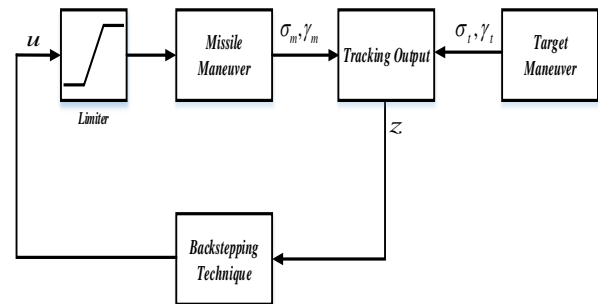 u
Limiter
Missile
Maneuver
σm,γm
Tracking Output
σt,γt
Target
Maneuver
z
Backstepping
Technique